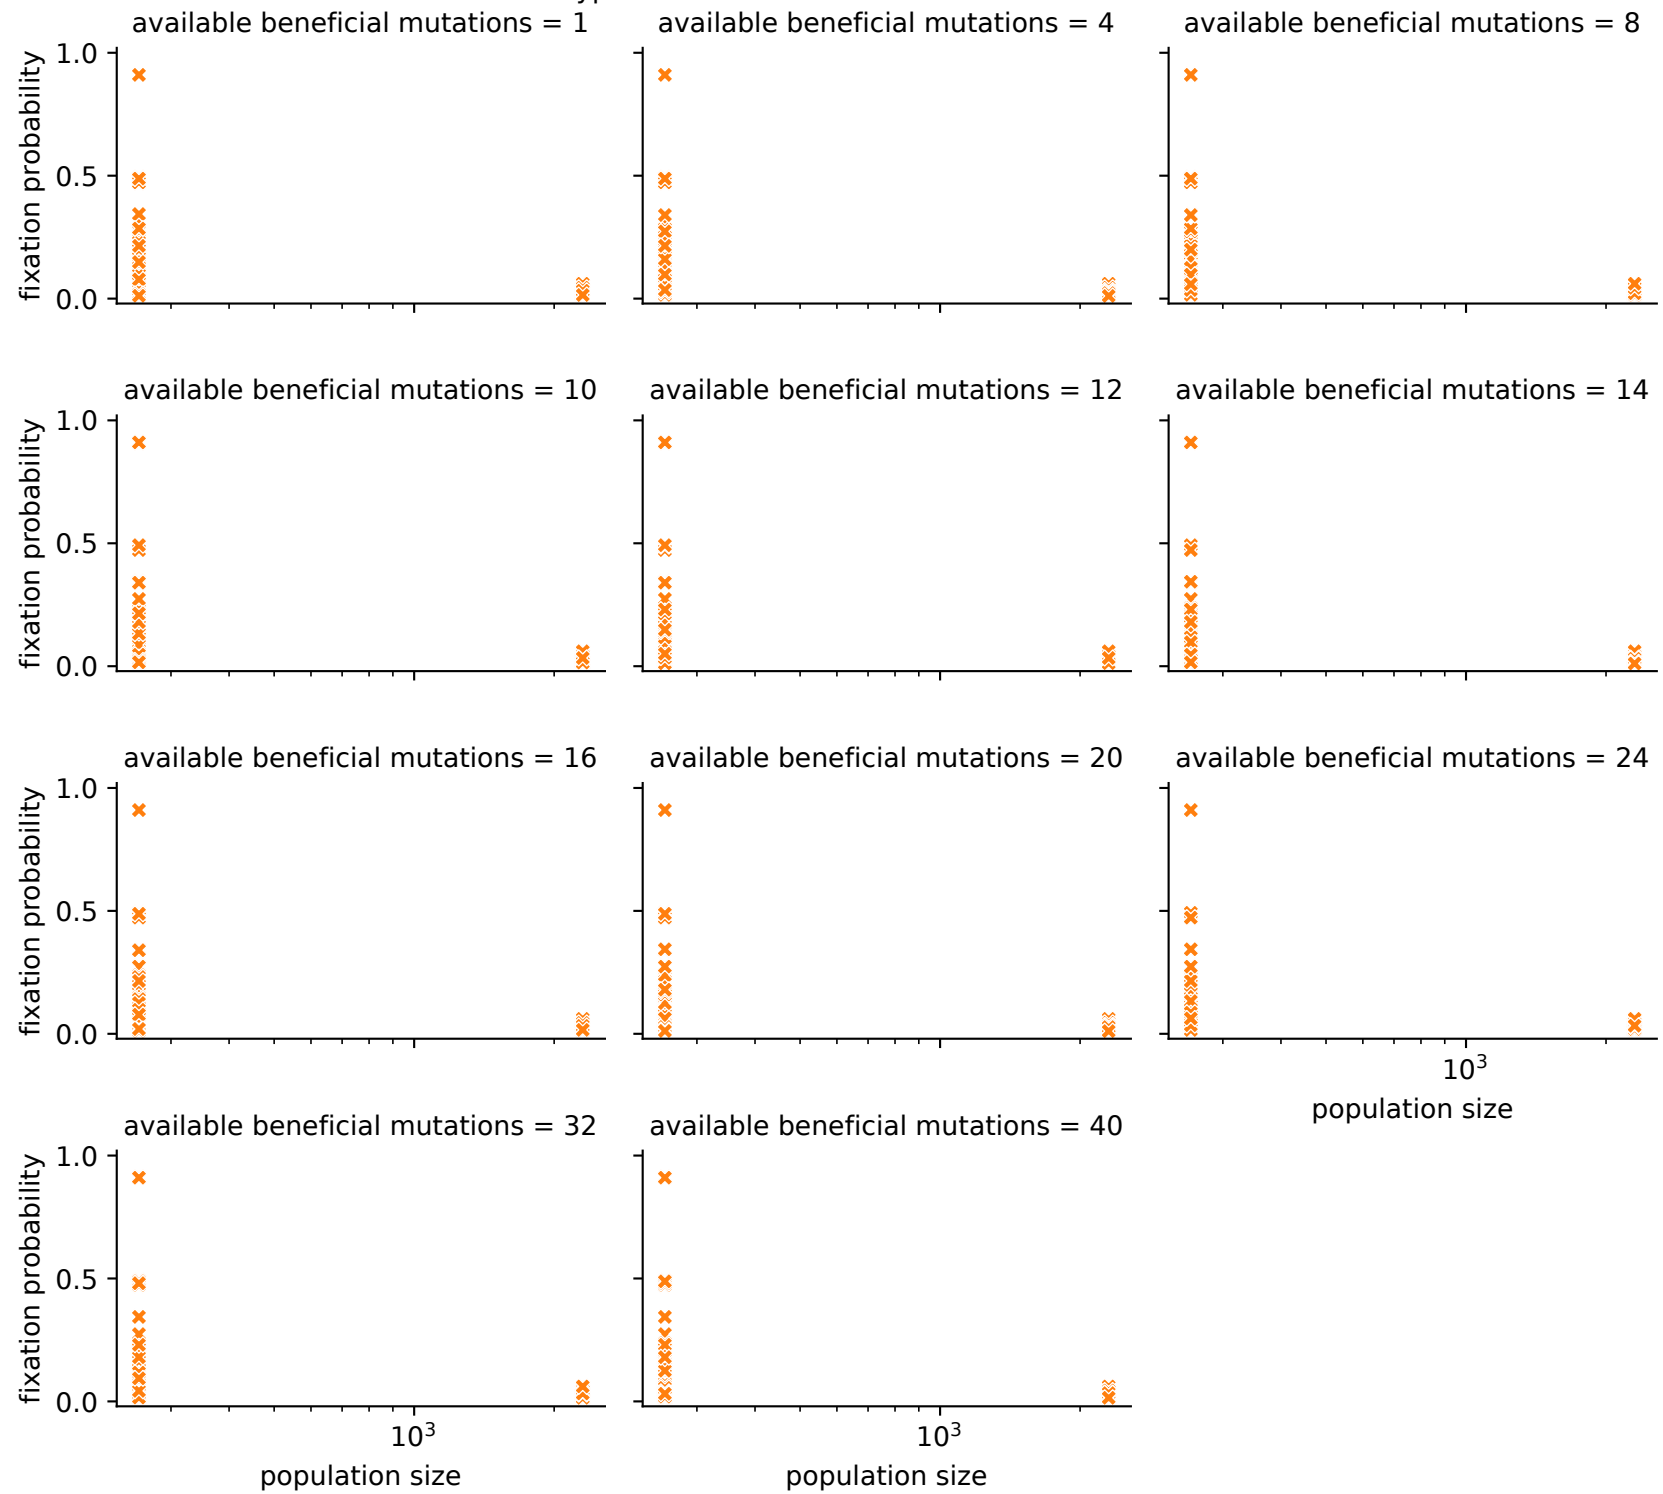 available beneficial mutations = 1
available beneficial mutations = 4
available beneficial mutations = 8
fixation probability
1.0
0.5
0.0
available beneficial mutations = 10
available beneficial mutations = 12
available beneficial mutations = 14
fixation probability
1.0
0.5
0.0
available beneficial mutations = 16
available beneficial mutations = 20
available beneficial mutations = 24
fixation probability
1.0
0.5
0.0
10³
population size
available beneficial mutations = 32
available beneficial mutations = 40
fixation probability
1.0
0.5
0.0
10³
10³
population size
population size